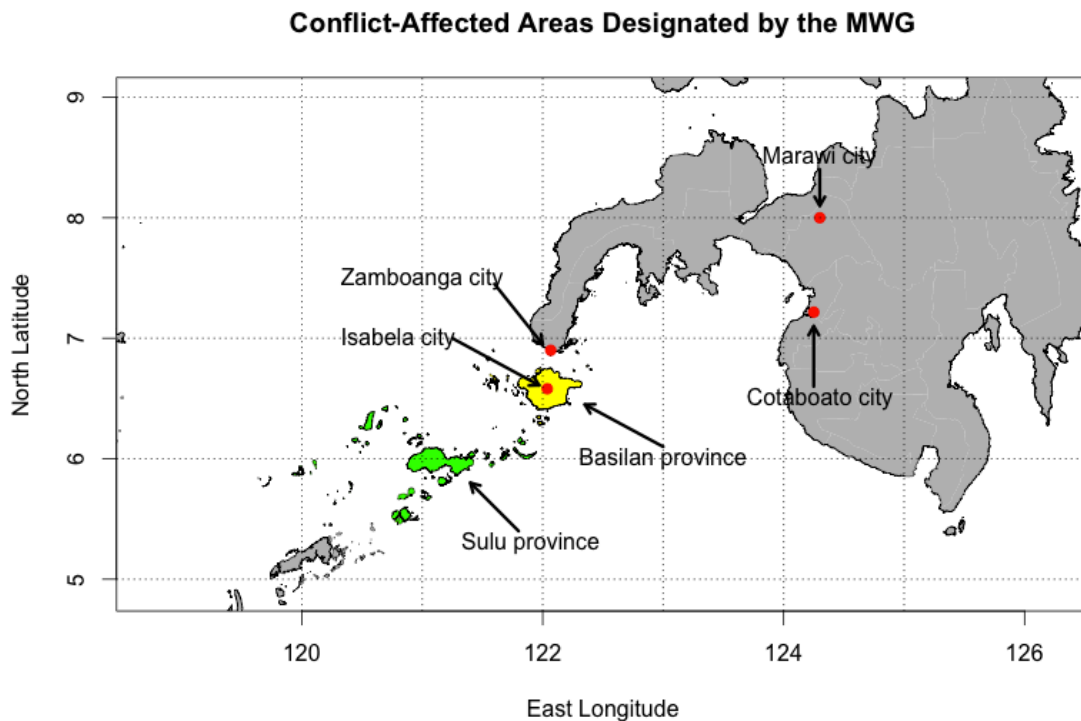 Conflict-Affected Areas Designated by the MWG
9
8
7
6
5
North Latitude
Marawi city
Zamboanga city
Isabela city
Cotaboato city
Basilan province
Sulu province
120
122
124
126
East Longitude